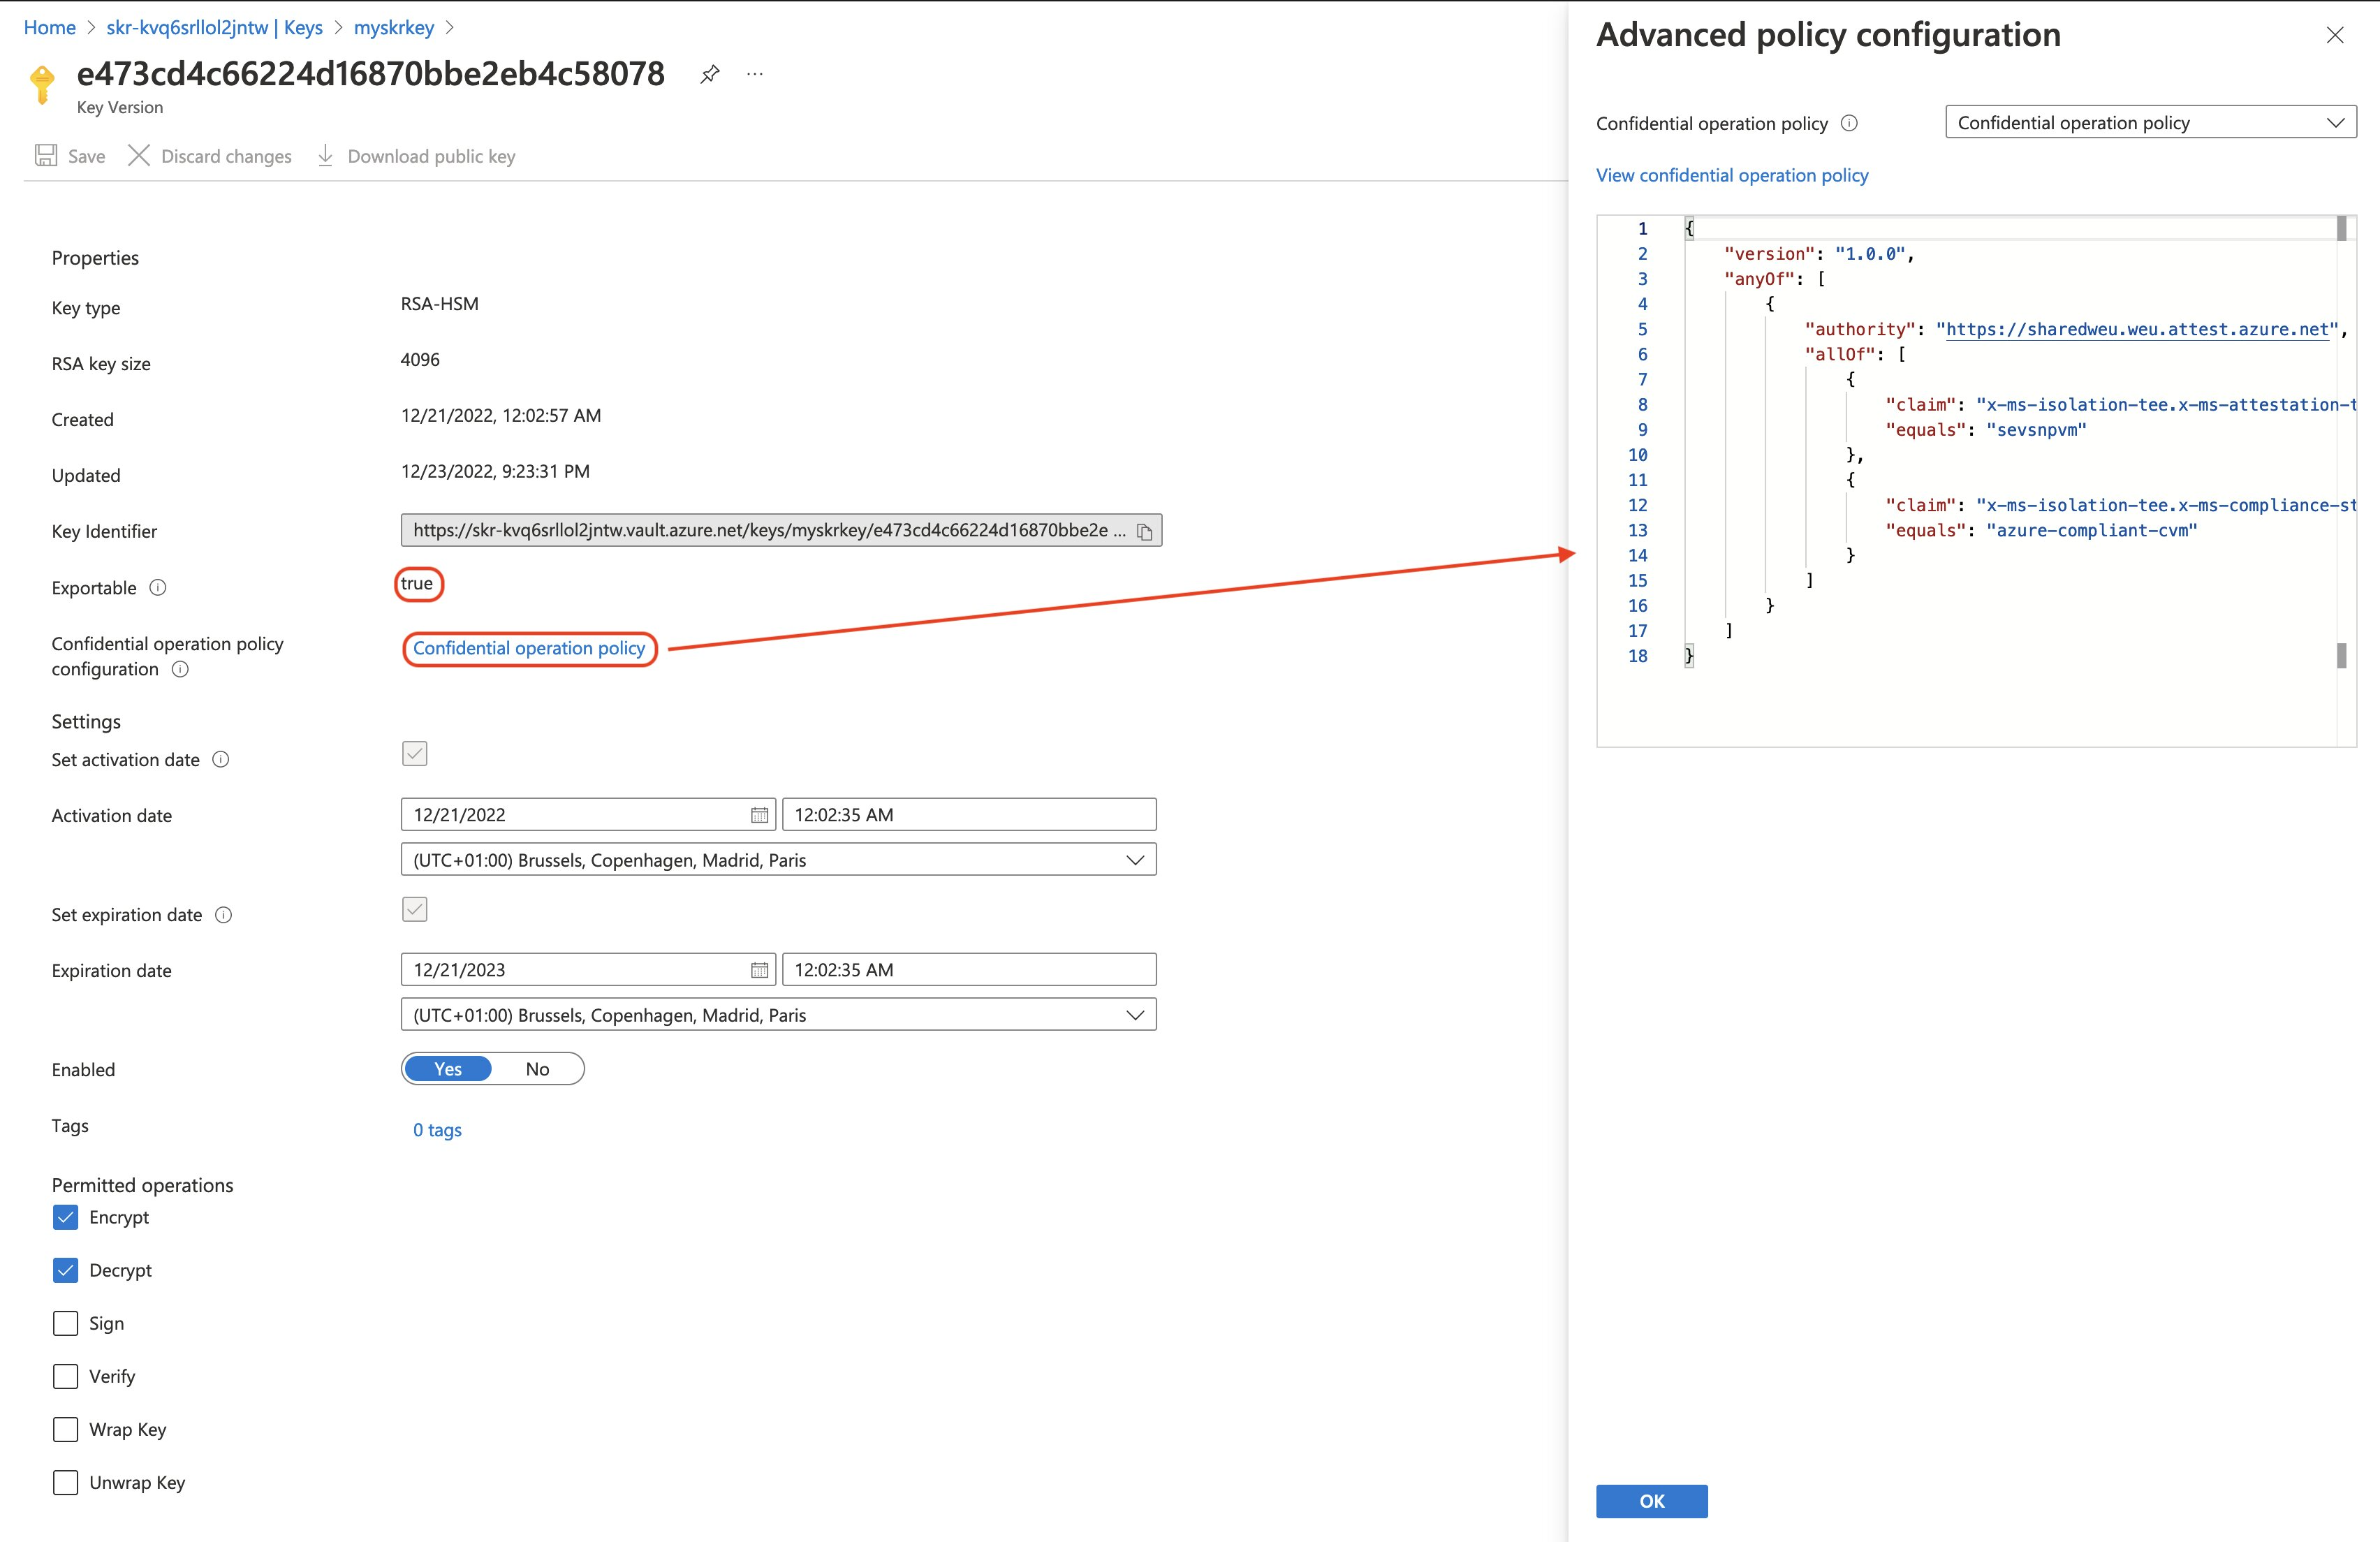 Home > skr-kvq6srllol2jntw | Keys > myskrkey >
e473cd4c66224d16870bbe2eb4c58078
...
Key Version
Save
Discard changes
Download public key
Properties
Key type
RSA-HSM
RSA key size
4096
Created
12/21/2022, 12:02:57 AM
Updated
12/23/2022, 9:23:31 PM
Key Identifier
https://skr-kvq6srllol2jntw.vault.azure.net/keys/myskrkey/e473cd4c66224d16870bbe2e ...
Exportable
true
Confidential operation policy
configuration
Confidential operation policy
Settings
Set activation date
Activation date
12/21/2022
12:02:35 AM
(UTC+01:00) Brussels, Copenhagen, Madrid, Paris
Set expiration date
Expiration date
12/21/2023
12:02:35 AM
(UTC+01:00) Brussels, Copenhagen, Madrid, Paris
Enabled
Yes
No
Tags
0 tags
Permitted operations
Encrypt
Decrypt
Sign
Verify
Wrap Key
Unwrap Key
Advanced policy configuration
Confidential operation policy
Confidential operation policy
View confidential operation policy
1 {
2 "version": "1.0.0",
3 "anyOf": [
4 {
5 "authority": "https://sharedweu.weu.attest.azure.net",
6 "allOf": [
7 {
8 "claim": "x-ms-isolation-tee.x-ms-attestation-t
9 "equals": "sevsnpvm"
10 },
11 {
12 "claim": "x-ms-isolation-tee.x-ms-compliance-st
13 "equals": "azure-compliant-cvm"
14 }
15 ]
16 }
17 ]
18 }
OK